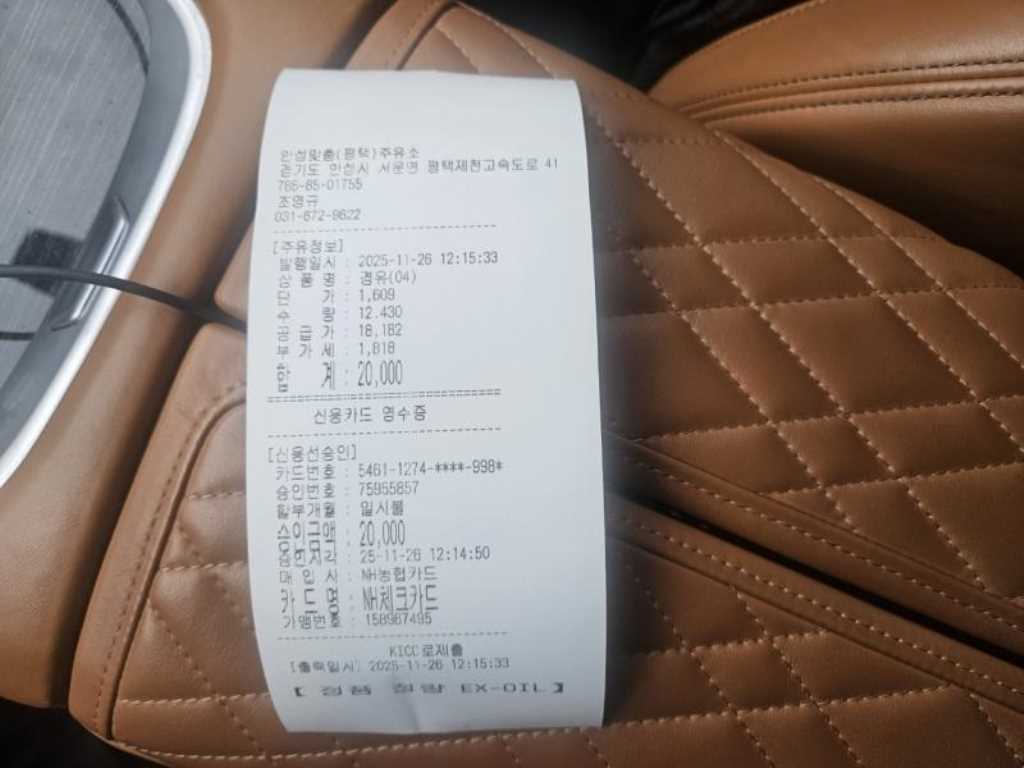 안성맞춤(평택)주유소
경기도 안성시 서운면 평택제천고속도로 41
766-85-01755
조영규
031-672-9622
[주유정보]
발행일시 : 2025-11-26 12:15:33
상 품 명 : 경유(04)
단 가 : 1,609
수 량 : 12.430
공 급 가 : 18,182
부 가 세 : 1,818
합 계 : 20,000
신용카드 영수증
[신용선승인]
카드번호 : 5461-1274-****-998*
승인번호 : 75955857
할부개월 : 일시불
승인금액 : 20,000
승인시각 : 25-11-26 12:14:50
매 입 사 : NH농협카드
카 드 명 : NH체크카드
가맹번호 : 158967495
KICC로제출
[출력일시] 2025-11-26 12:15:33
EX-OIL